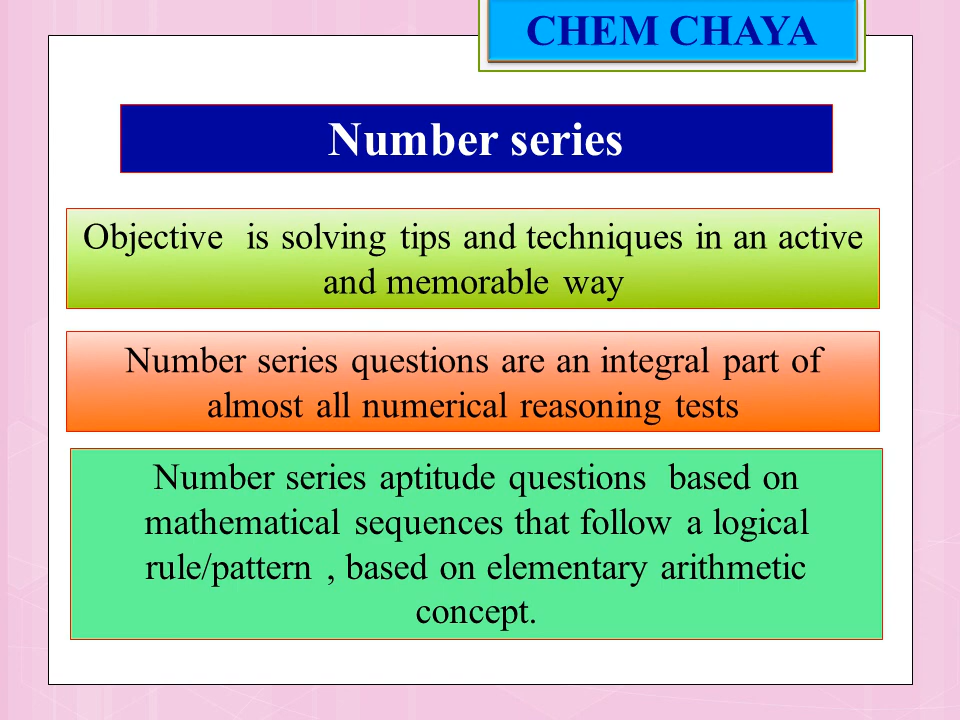 CHEM CHAYA
Number series
Objective  is solving tips and techniques in an active
and memorable way
Number series questions are an integral part of
almost all numerical reasoning tests
Number series aptitude questions  based on
mathematical sequences that follow a logical
rule/pattern , based on elementary arithmetic
concept.